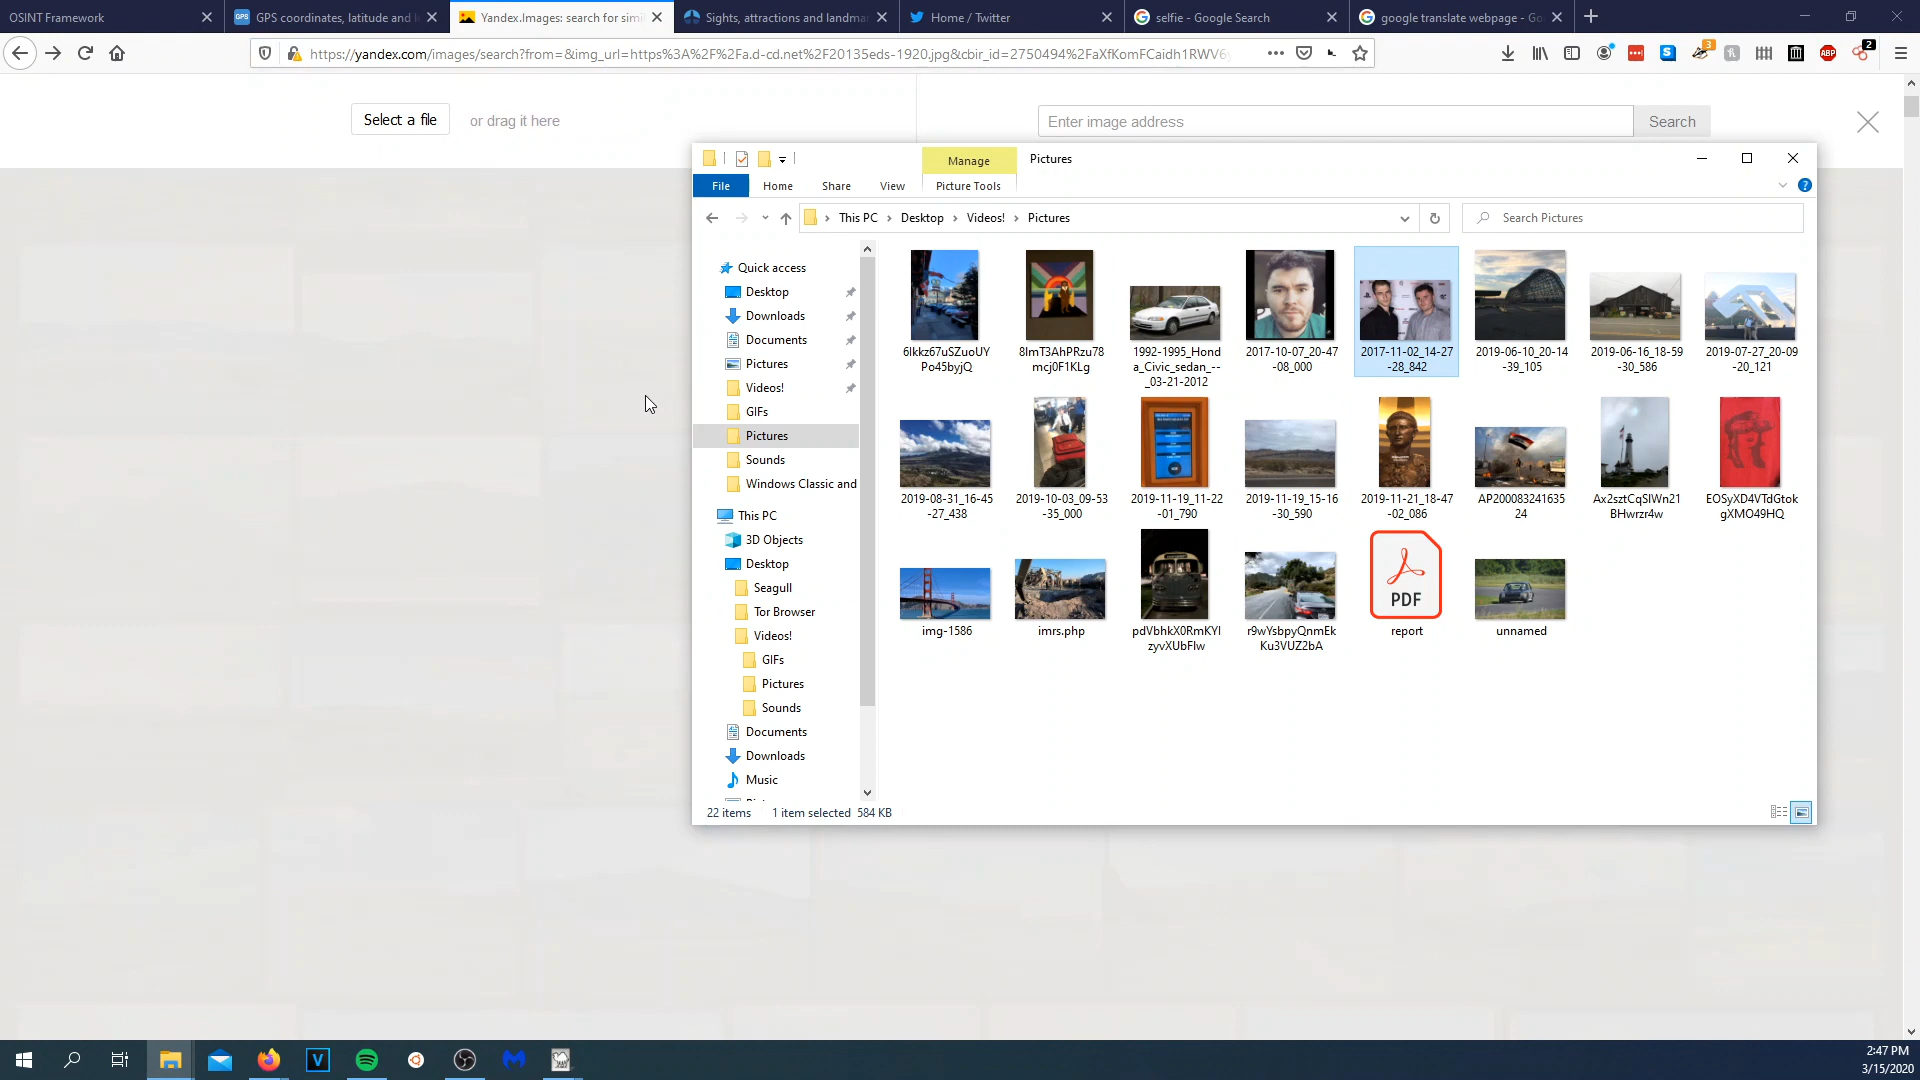 OSINT Framework
GPS coordinates, latitude and l
Yandex.Images: search for simi
Sights, attractions and landma
Home / Twitter
selfie - Google Search
google translate webpage - Go
https://yandex.com/images/search?from=&img_url=https%3A%2F%2Fa.d-cd.net%2F20135eds-1920.jpg&cbir_id=2750494%2FaXfKomFCaidh1RWV6
3
ABP
2
Select a file
or drag it here
Enter image address
Search
Manage
Pictures
File
Home
Share
View
Picture Tools
This PC
Desktop
Videos!
Pictures
Search Pictures
Quick access
Desktop
Downloads
Documents
Pictures
Videos!
GIFs
Pictures
Sounds
Windows Classic and
This PC
3D Objects
Desktop
Seagull
Tor Browser
Videos!
GIFs
Pictures
Sounds
Documents
Downloads
Music
6lkkz67uSZuoUY
Po45byjQ
8ImT3AhPRzu78
mcj0F1KLg
1992-1995_Hond
a_Civic_sedan_--
_03-21-2012
2017-10-07_20-47
-08_000
2017-11-02_14-27
-28_842
2019-06-10_20-14
-39_105
2019-06-16_18-59
-30_586
2019-07-27_20-09
-20_121
2019-08-31_16-45
-27_438
2019-10-03_09-53
-35_000
2019-11-19_11-22
-01_790
2019-11-19_15-16
-30_590
2019-11-21_18-47
-02_086
AP200083241635
24
Ax2sztCqSIWn21
BHwrzr4w
EOSyXD4VTdGtok
gXMO49HQ
img-1586
imrs.php
pdVbhkX0RmKYI
zyvXUbFlw
r9wYsbpyQnmEk
Ku3VUZ2bA
PDF
report
unnamed
22 items
1 item selected 584 KB
2:47 PM
3/15/2020